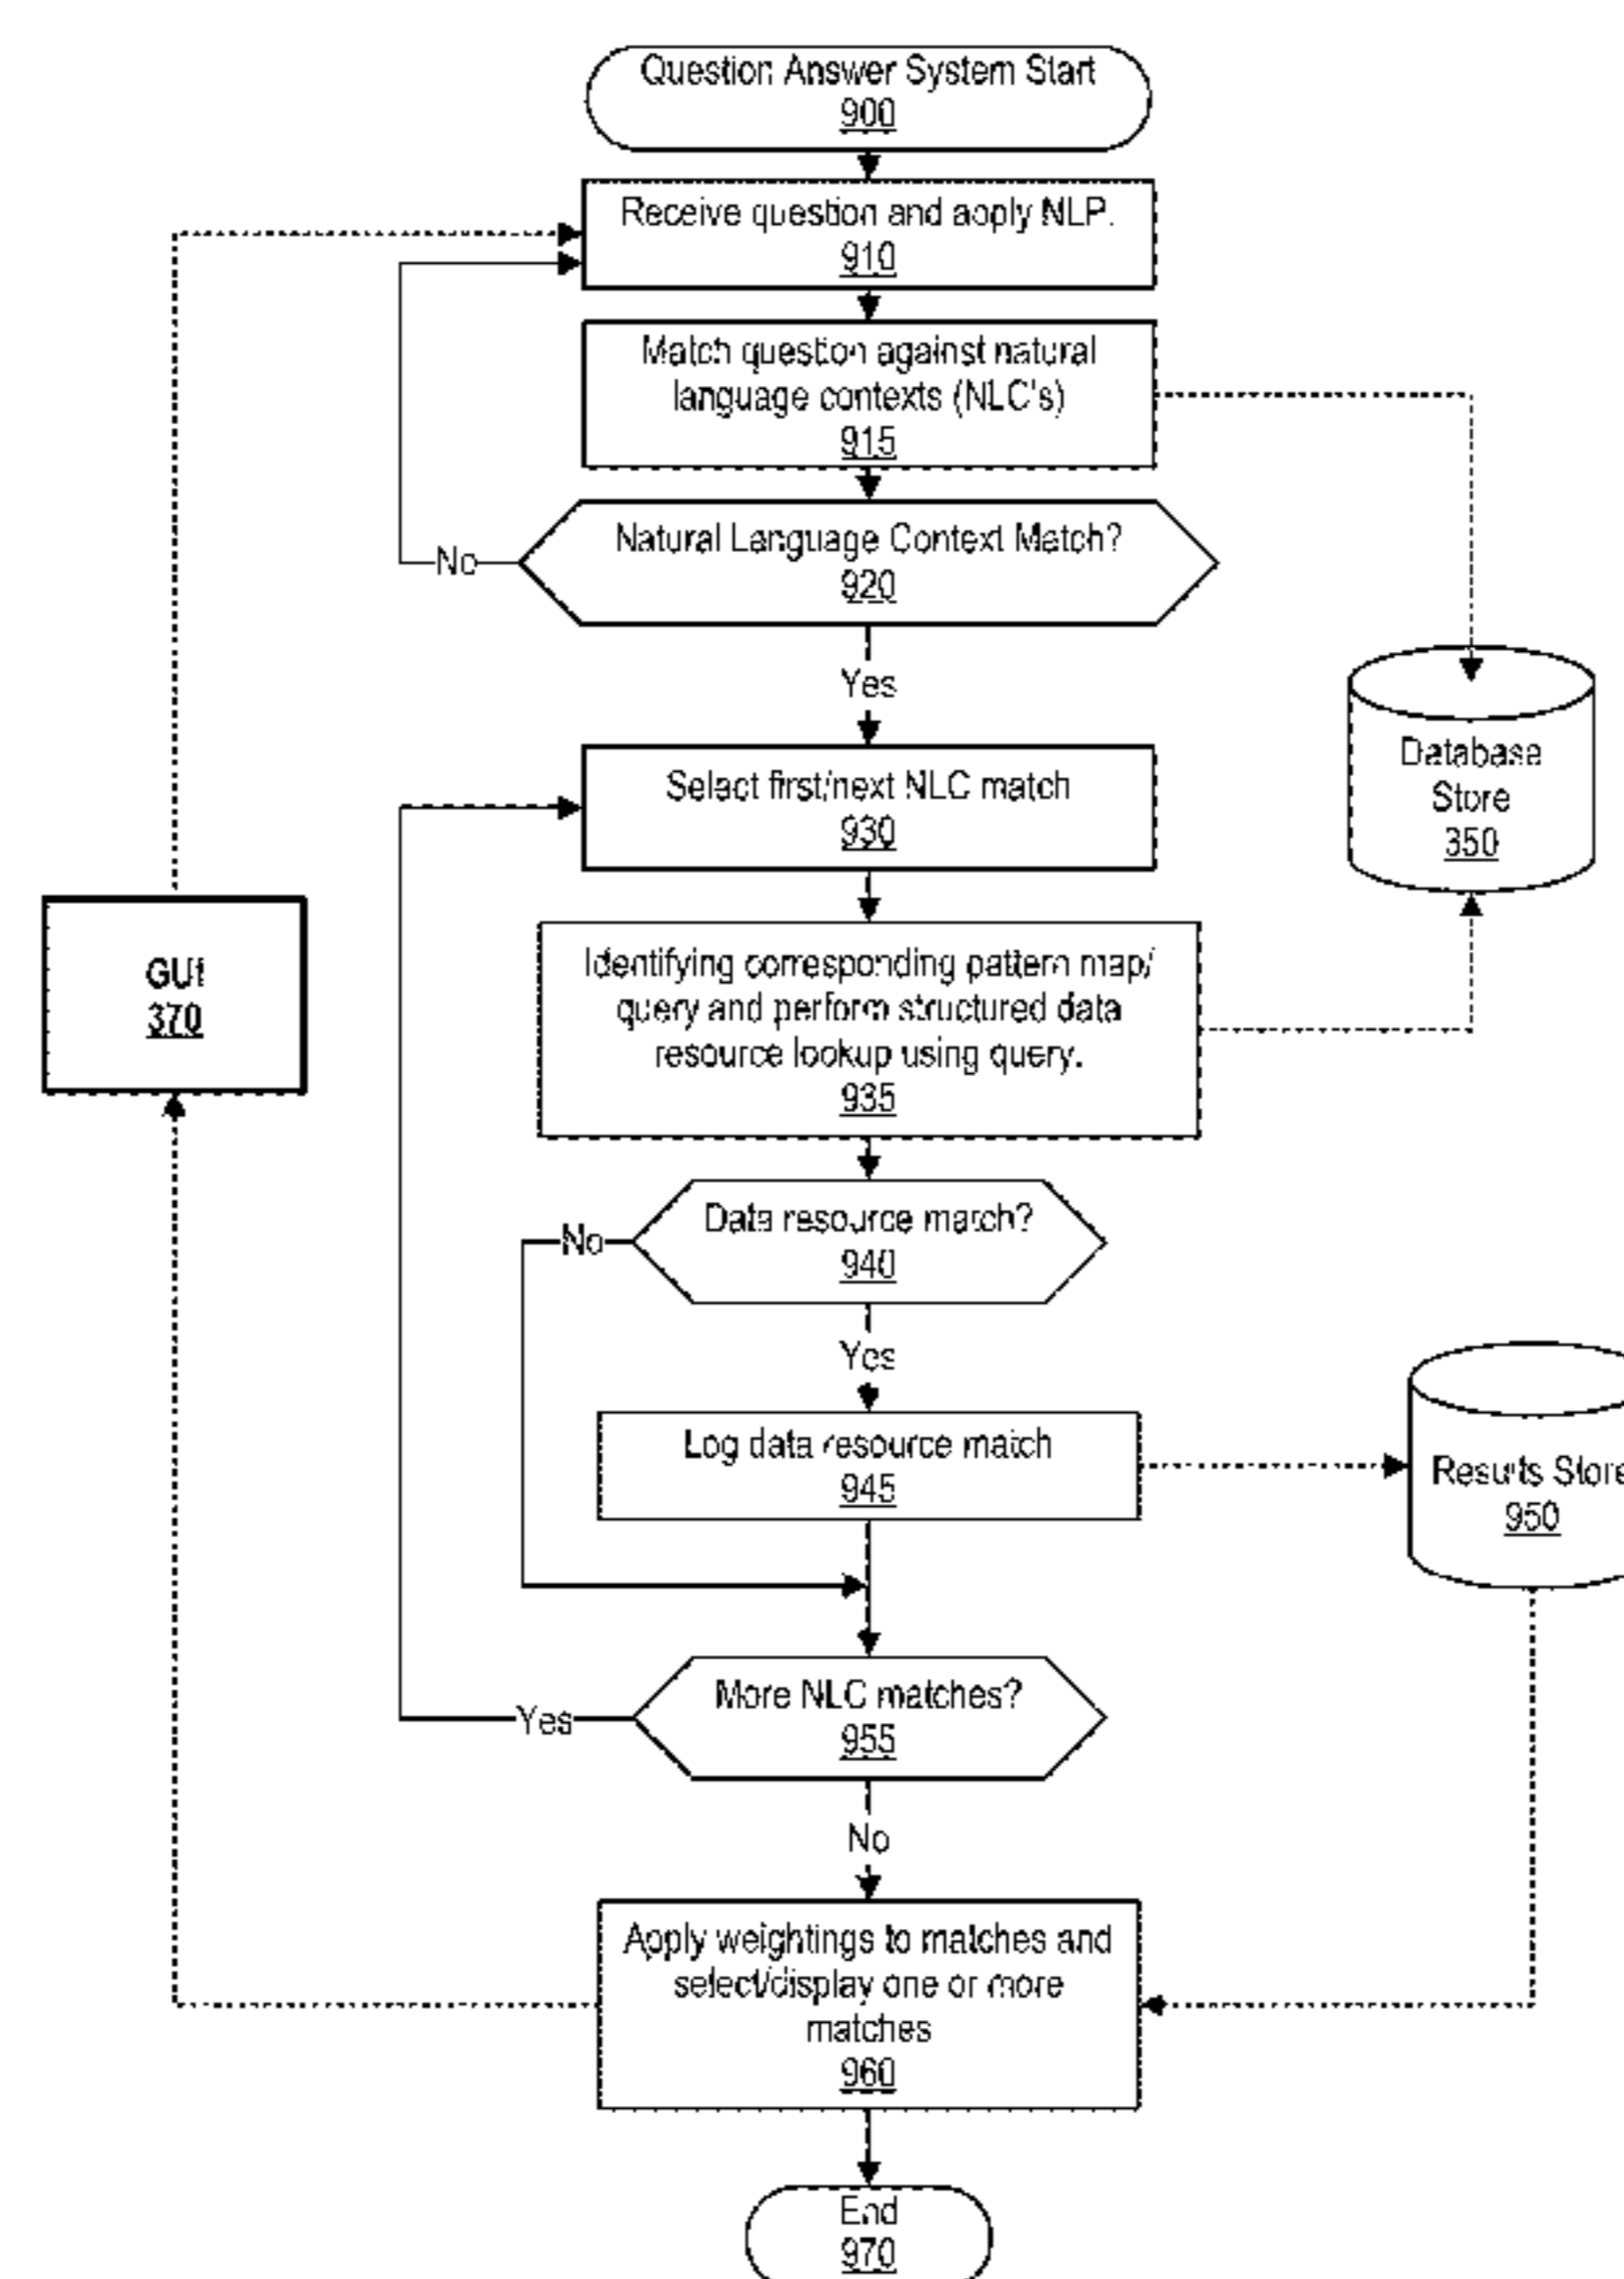 Question Answer System Start
900
Receive question and apply NLP.
910
Match question against natural
language contexts (NLC's)
915
Natural Language Context Match?
920
No
Yes
Database
Store
350
Select first/next NLC match
930
GUI
370
Identifying corresponding pattern map/
query and perform structured data
resource lookup using query.
935
Data resource match?
940
No
Yes
Log data resource match
945
Results Store
950
More NLC matches?
955
Yes
No
Apply weightings to matches and
select/display one or more
matches
960
End
970